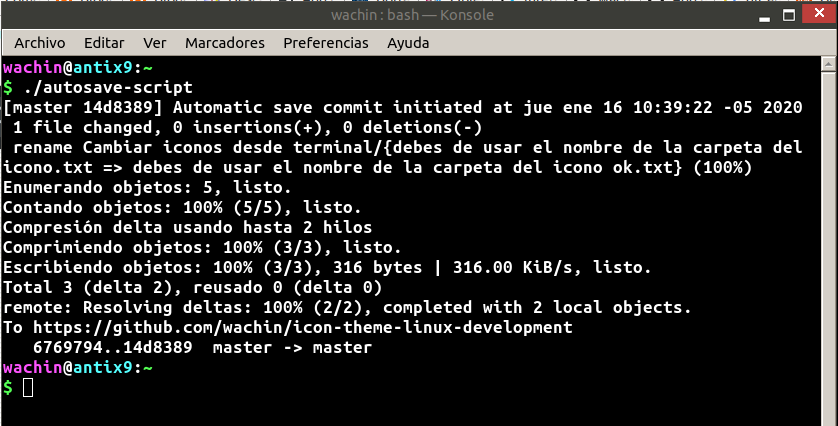 wachin : bash — Konsole
Archivo Editar Ver Marcadores Preferencias Ayuda
wachin@antix9:~
$ ./autosave-script
[master 14d8389] Automatic save commit initiated at jue ene 16 10:39:22 -05 2020
 1 file changed, 0 insertions(+), 0 deletions(-)
 rename Cambiar iconos desde terminal/{debes de usar el nombre de la carpeta del
icono.txt => debes de usar el nombre de la carpeta del icono ok.txt} (100%)
Enumerando objetos: 5, listo.
Contando objetos: 100% (5/5), listo.
Compresión delta usando hasta 2 hilos
Comprimiendo objetos: 100% (3/3), listo.
Escribiendo objetos: 100% (3/3), 316 bytes | 316.00 KiB/s, listo.
Total 3 (delta 2), reusado 0 (delta 0)
remote: Resolving deltas: 100% (2/2), completed with 2 local objects.
To https://github.com/wachin/icon-theme-linux-development
   6769794..14d8389  master -> master
wachin@antix9:~
$